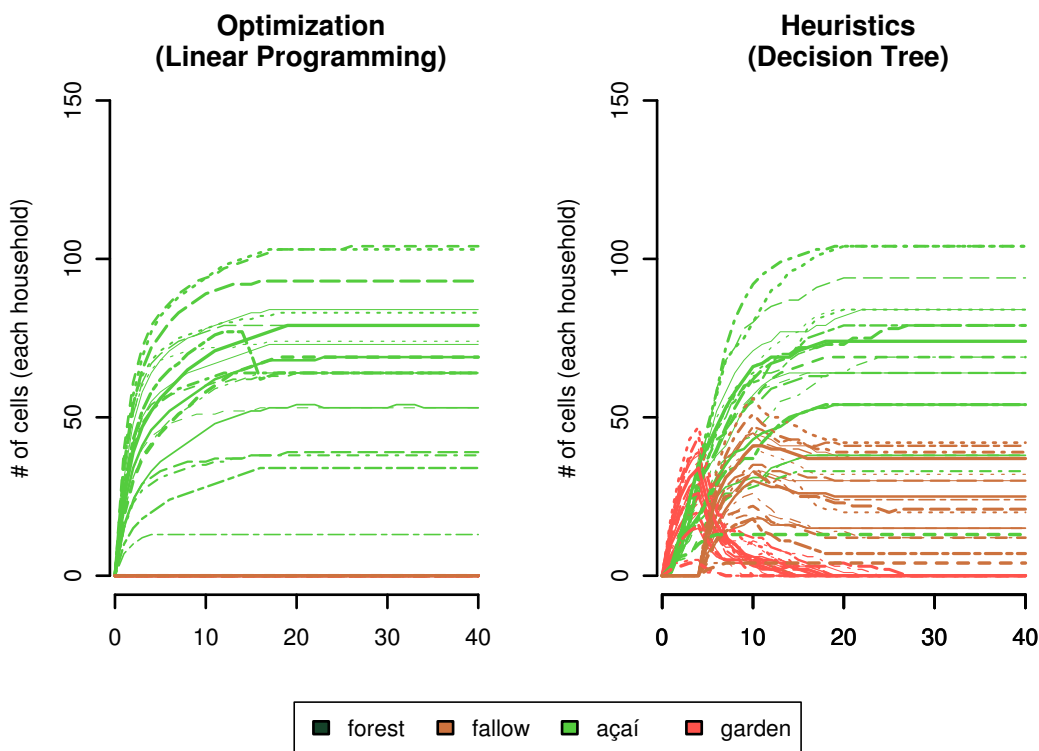 Optimization
(Linear Programming)
# of cells (each household)
150
100
50
0
0 10 20 30 40
Heuristics
(Decision Tree)
# of cells (each household)
150
100
50
0
0 10 20 30 40
forest fallow açaí garden